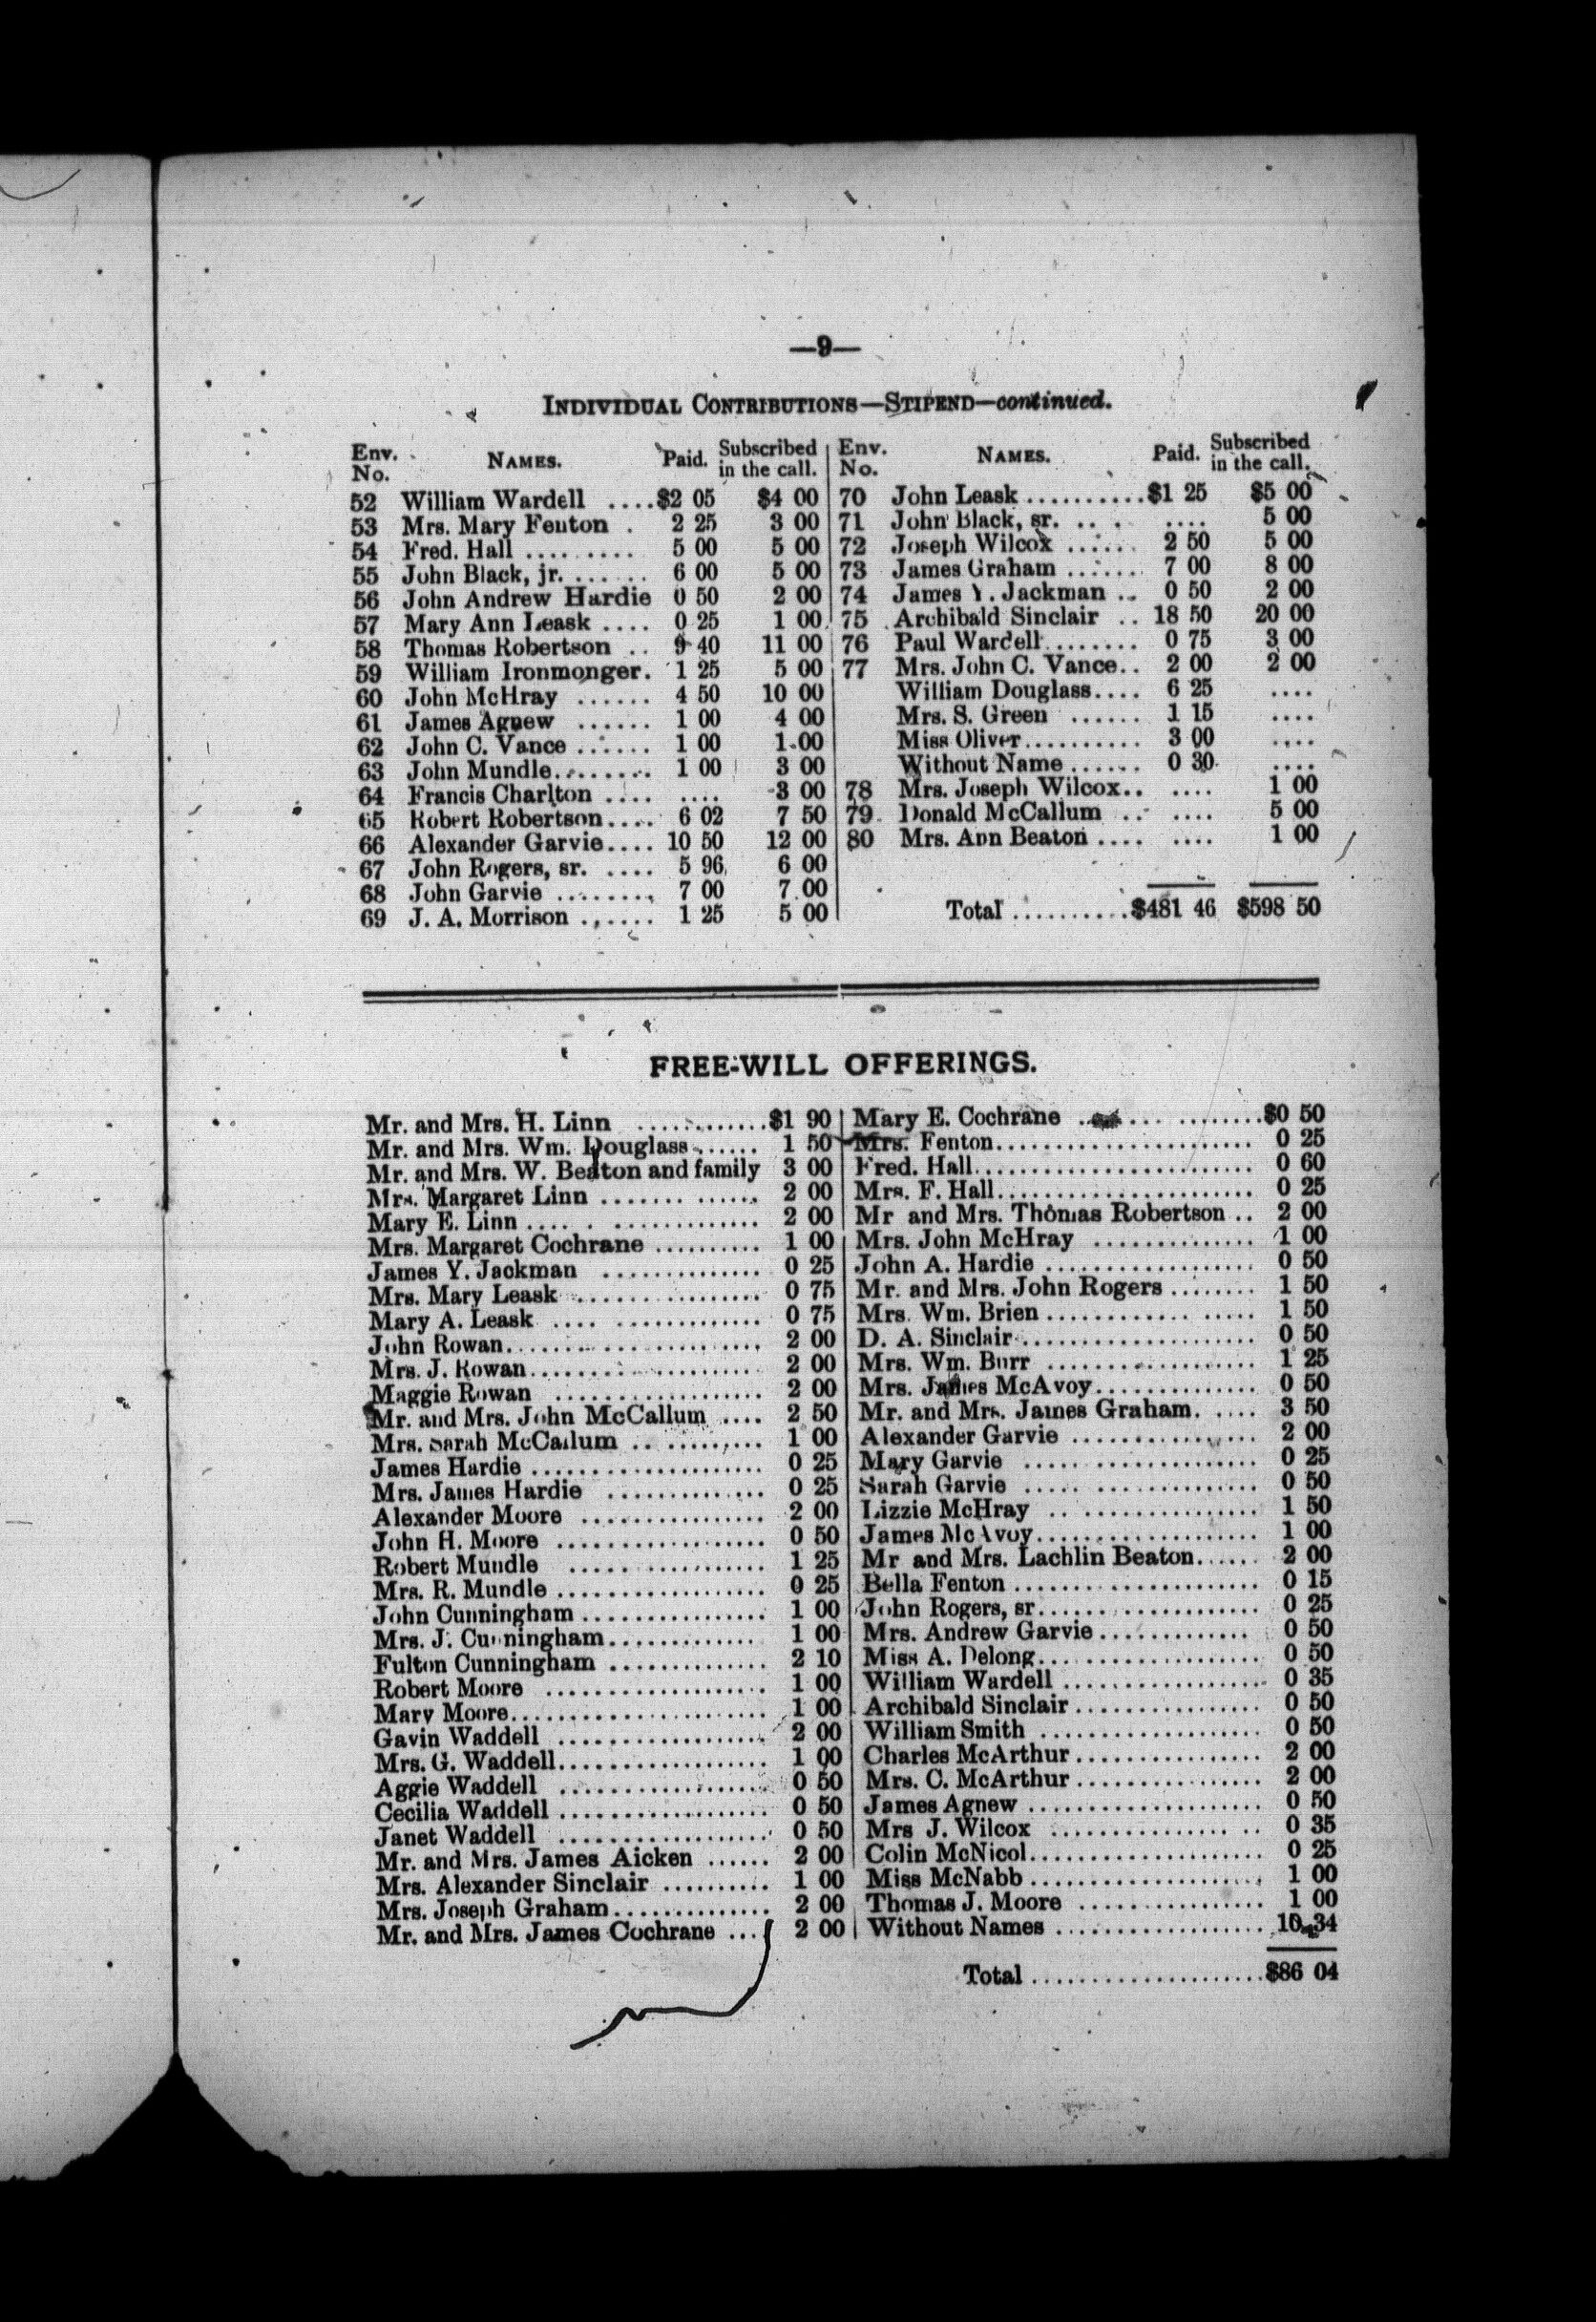 —9—
INDIVIDUAL CONTRIBUTIONS—STIPEND—continued.
Env. No. NAMES. Paid. Subscribed in the call.
52 William Wardell ....$2 05 $4 00
53 Mrs. Mary Fenton . 2 25 3 00
54 Fred. Hall ......... 5 00 5 00
55 John Black, jr. ...... 6 00 5 00
56 John Andrew Hardie 0 50 2 00
57 Mary Ann Leask .... 0 25 1 00
58 Thomas Robertson .. 9 40 11 00
59 William Ironmonger. 1 25 5 00
60 John McHray ...... 4 50 10 00
61 James Agnew ...... 1 00 4 00
62 John C. Vance ...... 1 00 1 00
63 John Mundle......... 1 00 3 00
64 Francis Charlton .... .... 3 00
65 Robert Robertson.... 6 02 7 50
66 Alexander Garvie.... 10 50 12 00
67 John Rogers, sr. .... 5 96 6 00
68 John Garvie ........ 7 00 7 00
69 J. A. Morrison ...... 1 25 5 00
Env. No. NAMES. Paid. Subscribed in the call.
70 John Leask ..........$1 25 $5 00
71 John Black, sr. .. . .... 5 00
72 Joseph Wilcox ...... 2 50 5 00
73 James Graham ...... 7 00 8 00
74 James Y. Jackman .. 0 50 2 00
75 Archibald Sinclair .. 18 50 20 00
76 Paul Wardell........ 0 75 3 00
77 Mrs. John C. Vance.. 2 00 2 00
William Douglass.... 6 25 ....
Mrs. S. Green ...... 1 15 ....
Miss Oliver.......... 3 00 ....
Without Name ...... 0 30 ....
78 Mrs. Joseph Wilcox.. .... 1 00
79 Donald McCallum .. .... 5 00
80 Mrs. Ann Beaton .... .... 1 00
Total ..........$481 46 $598 50
FREE-WILL OFFERINGS.
Mr. and Mrs. H. Linn ............$1 90
Mr. and Mrs. Wm. Douglass ...... 1 50
Mr. and Mrs. W. Beaton and family 3 00
Mrs. Margaret Linn ....... ...... 2 00
Mary E. Linn .... . ............. 2 00
Mrs. Margaret Cochrane .......... 1 00
James Y. Jackman .............. 0 25
Mrs. Mary Leask ................ 0 75
Mary A. Leask .... ............. 0 75
John Rowan...................... 2 00
Mrs. J. Rowan.................... 2 00
Maggie Rowan .................. 2 00
Mr. and Mrs. John McCallum .... 2 50
Mrs. Sarah McCallum .. ......... 1 00
James Hardie .................... 0 25
Mrs. James Hardie .............. 0 25
Alexander Moore ................ 2 00
John H. Moore .................. 0 50
Robert Mundle .................. 1 25
Mrs. R. Mundle .................. 0 25
John Cunningham ................ 1 00
Mrs. J. Cunningham............. 1 00
Fulton Cunningham .............. 2 10
Robert Moore ................... 1 00
Mary Moore...................... 1 00
Gavin Waddell .................. 2 00
Mrs. G. Waddell.................. 1 00
Aggie Waddell .................. 0 50
Cecilia Waddell .................. 0 50
Janet Waddell .................. 0 50
Mr. and Mrs. James Aicken ...... 2 00
Mrs. Alexander Sinclair .......... 1 00
Mrs. Joseph Graham.............. 2 00
Mr. and Mrs. James Cochrane .... 2 00
Mary E. Cochrane ................$0 50
Mrs. Fenton...................... 0 25
Fred. Hall........................ 0 60
Mrs. F. Hall...................... 0 25
Mr and Mrs. Thomas Robertson .. 2 00
Mrs. John McHray .............. 1 00
John A. Hardie .................. 0 50
Mr. and Mrs. John Rogers ........ 1 50
Mrs. Wm. Brien .................. 1 50
D. A. Sinclair .................... 0 50
Mrs. Wm. Burr .................. 1 25
Mrs. James McAvoy.............. 0 50
Mr. and Mrs. James Graham. .... 3 50
Alexander Garvie ................ 2 00
Mary Garvie .................... 0 25
Sarah Garvie .................... 0 50
Lizzie McHray .. ............... 1 50
James McAvoy.................... 1 00
Mr and Mrs. Lachlin Beaton...... 2 00
Bella Fenton ..................... 0 15
John Rogers, sr................... 0 25
Mrs. Andrew Garvie............. 0 50
Miss A. Delong................... 0 50
William Wardell .................. 0 35
Archibald Sinclair ................ 0 50
William Smith ................... 0 50
Charles McArthur ................ 2 00
Mrs. C. McArthur ................ 2 00
James Agnew .................... 0 50
Mrs J. Wilcox ............... .. 0 35
Colin McNicol.................... 0 25
Miss McNabb .................... 1 00
Thomas J. Moore ................ 1 00
Without Names .................. 10 34
Total .....................$86 04